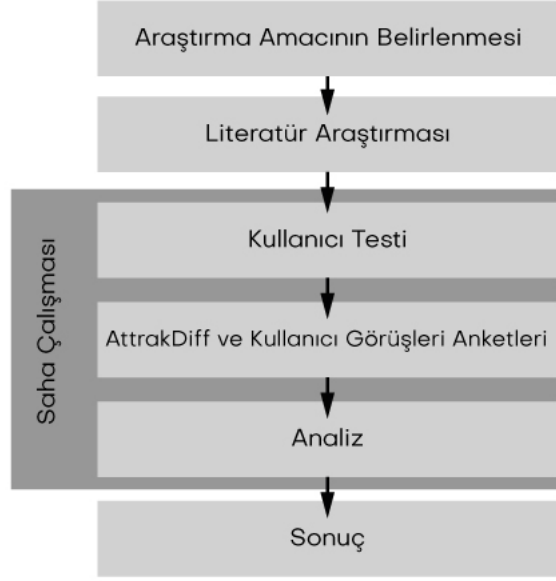 Araştırma Amacının Belirlenmesi
Literatür Araştırması
Saha Çalışması
Kullanıcı Testi
AttrakDiff ve Kullanıcı Görüşleri Anketleri
Analiz
Sonuç